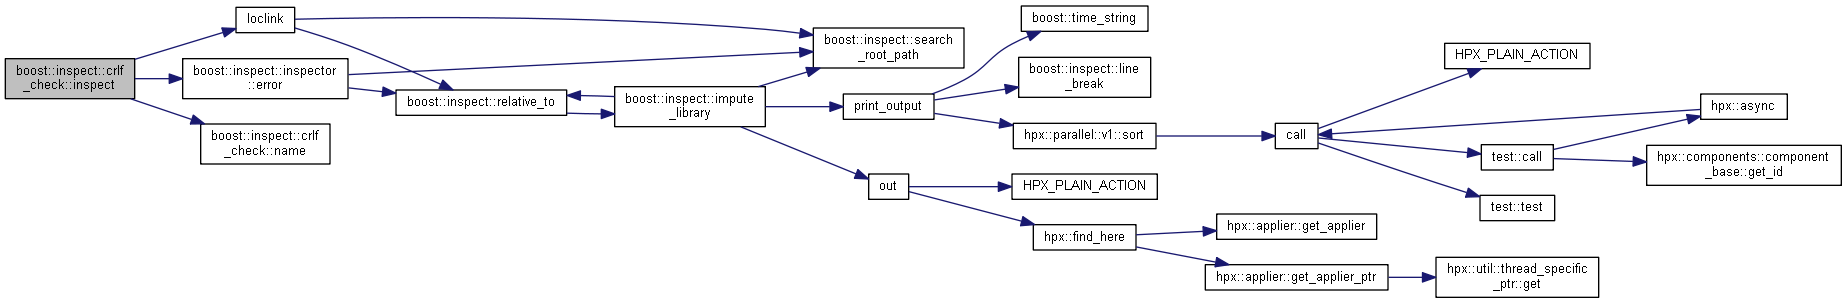 boost::inspect::crlf
_check::inspect
loclink
boost::inspect::inspector
::error
boost::inspect::crlf
_check::name
boost::inspect::relative_to
boost::inspect::search
_root_path
boost::inspect::impute
_library
print_output
out
boost::time_string
boost::inspect::line
_break
hpx::parallel::v1::sort
HPX_PLAIN_ACTION
hpx::find_here
call
hpx::applier::get_applier
hpx::applier::get_applier_ptr
HPX_PLAIN_ACTION
test::call
test::test
hpx::util::thread_specific
_ptr::get
hpx::async
hpx::components::component
_base::get_id